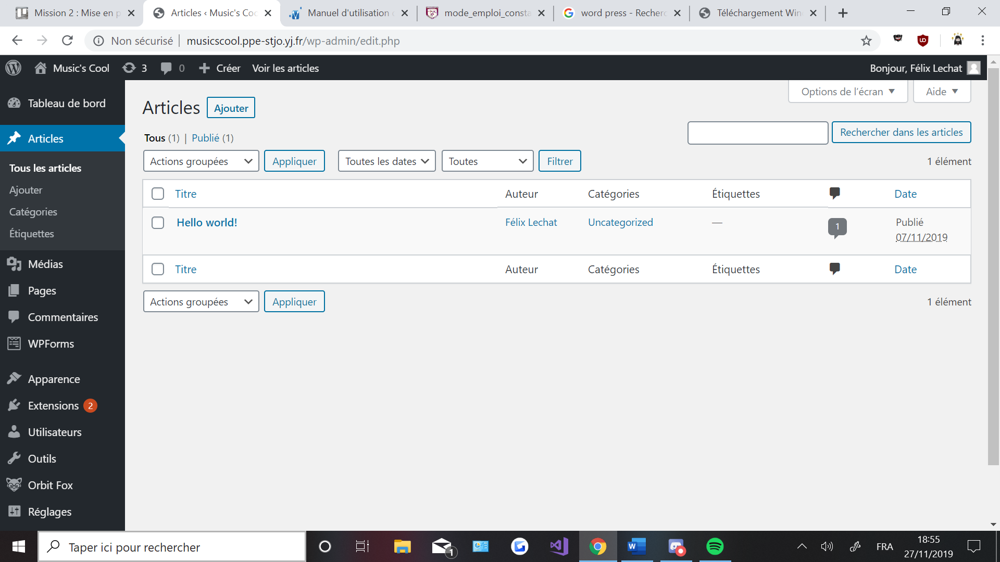 Mission 2 : Mise en p
Articles ‹ Music's Coo
Manuel d'utilisation
mode_emploi_consta
word press - Recherc
Téléchargement Win
Non sécurisé
musicscool.ppe-stjo.yj.fr/wp-admin/edit.php
Music's Cool
3
0
Créer
Voir les articles
Bonjour, Félix Lechat
Tableau de bord
Articles
Tous les articles
Ajouter
Catégories
Étiquettes
Médias
Pages
Commentaires
WPForms
Apparence
Extensions 2
Utilisateurs
Outils
Orbit Fox
Réglages
Options de l'écran
Aide
Articles Ajouter
Tous (1) | Publié (1)
Rechercher dans les articles
Actions groupées Appliquer Toutes les dates Toutes Filtrer 1 élément
Titre Auteur Catégories Étiquettes Date
Hello world! Félix Lechat Uncategorized — 1 Publié
07/11/2019
Titre Auteur Catégories Étiquettes Date
Actions groupées Appliquer 1 élément
Taper ici pour rechercher
1
W
FRA
18:55
27/11/2019